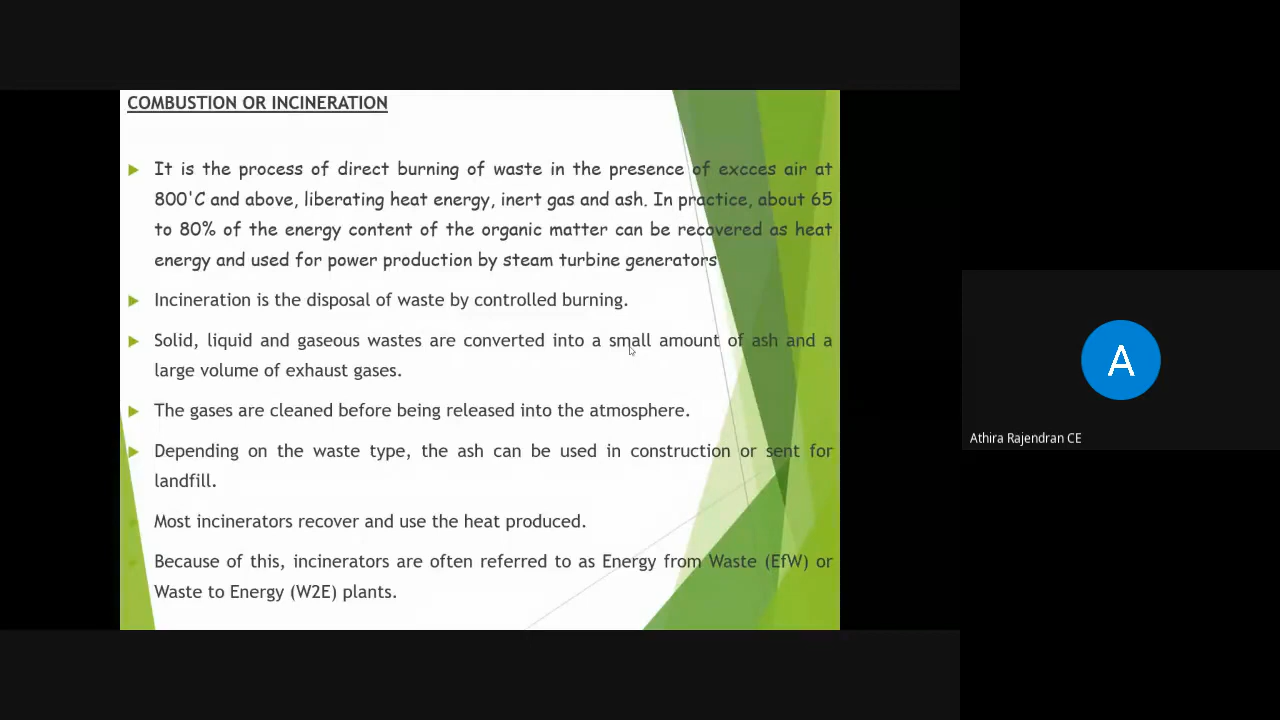 COMBUSTION OR INCINERATION
It is the process of direct burning of waste in the presence of excces air at
800'C and above, liberating heat energy, inert gas and ash. In practice, about 65
to 80% of the energy content of the organic matter can be recovered as heat
energy and used for power production by steam turbine generators
Incineration is the disposal of waste by controlled burning.
Solid, liquid and gaseous wastes are converted into a small amount of ash and a
large volume of exhaust gases.
The gases are cleaned before being released into the atmosphere.
Depending on the waste type, the ash can be used in construction or sent for
landfill.
Most incinerators recover and use the heat produced.
Because of this, incinerators are often referred to as Energy from Waste (EfW) or
Waste to Energy (W2E) plants.
A
Athira Rajendran CE